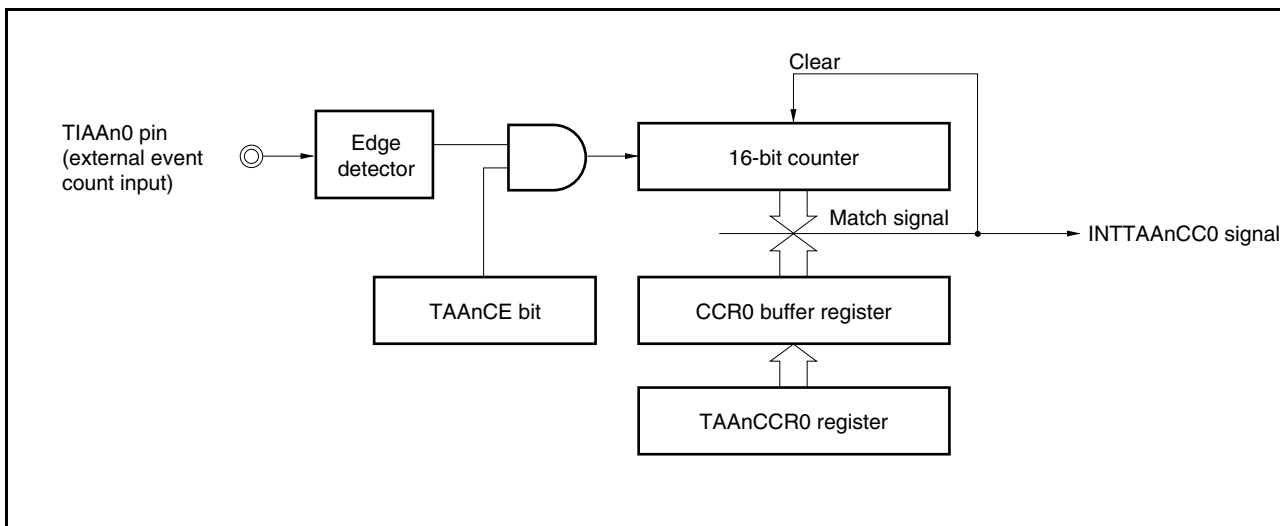 Clear
TIAAn0 pin
(external event
count input)
Edge
detector
16-bit counter
Match signal
INTTAAnCC0 signal
TAAnCE bit
CCR0 buffer register
TAAnCCR0 register